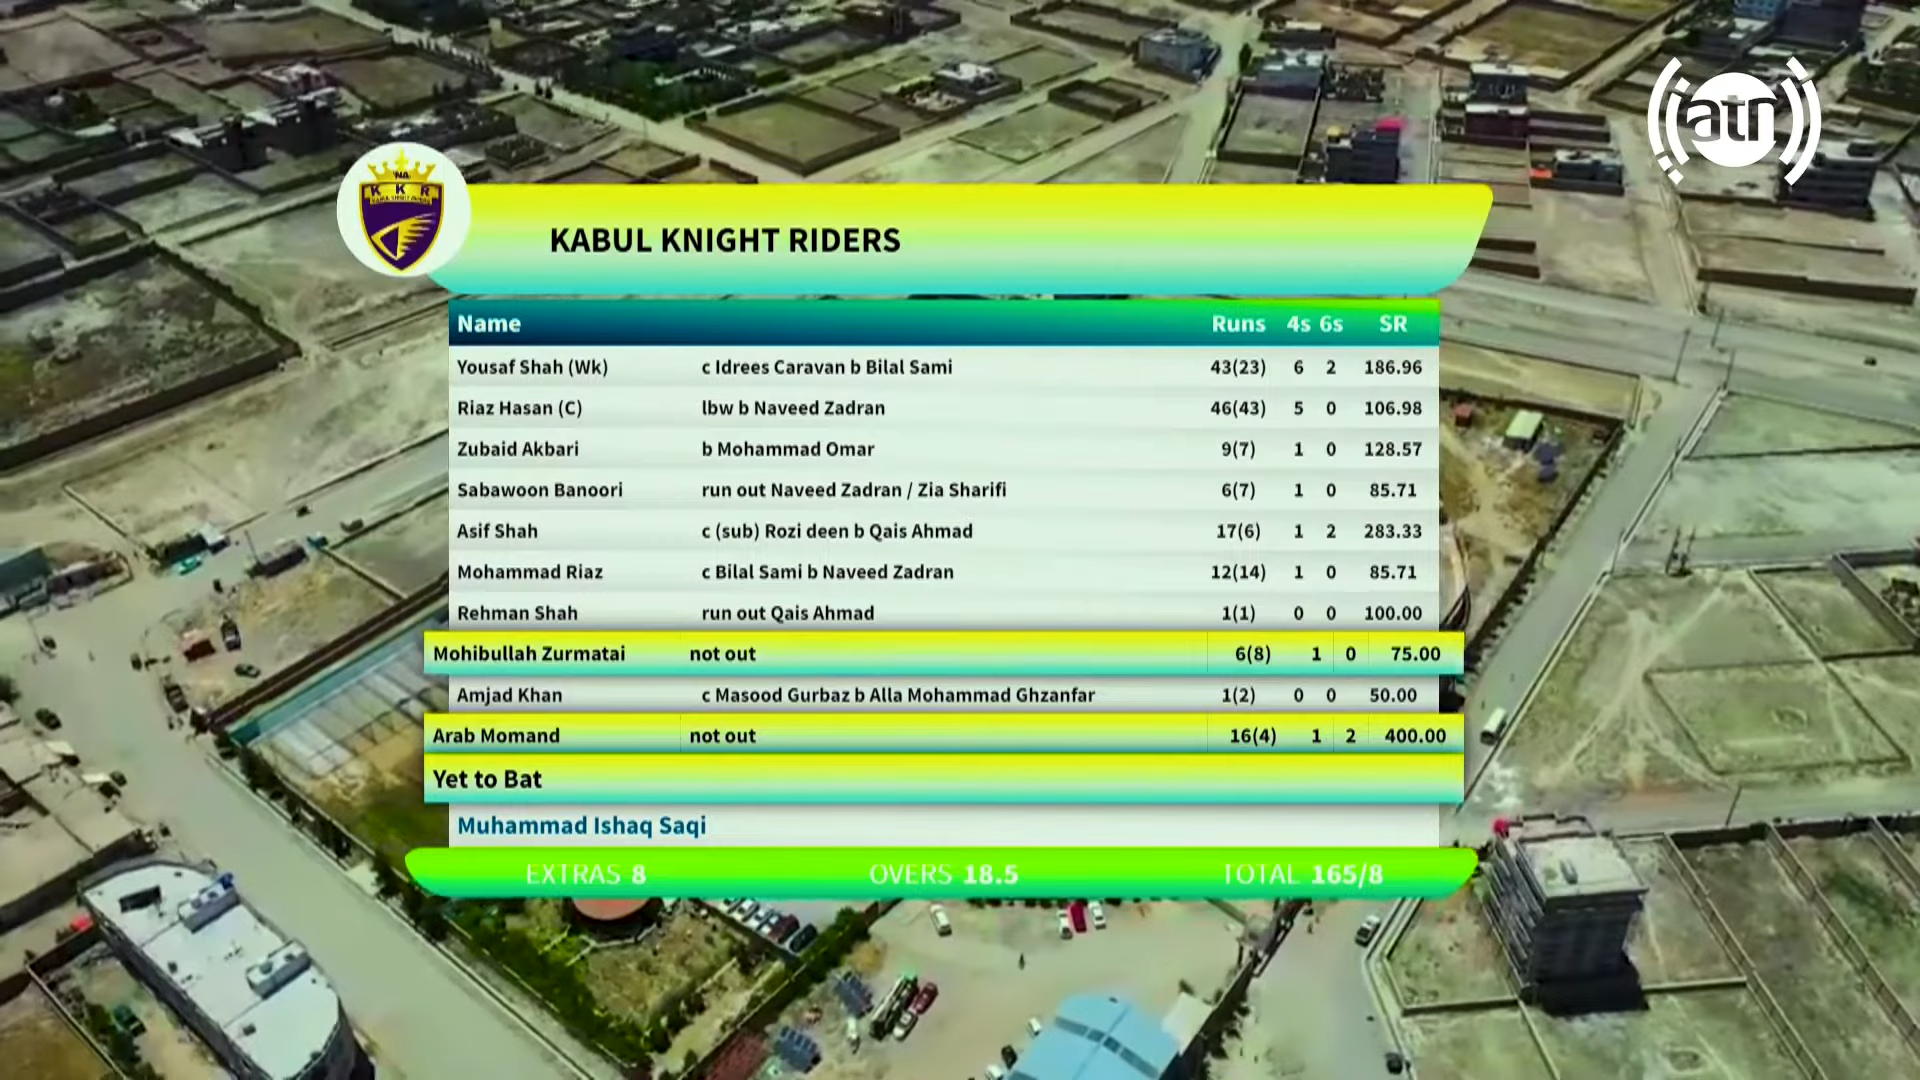 atn
NA
K K R
KABUL KNIGHT RIDERS
Name Runs 4s 6s SR
Yousaf Shah (Wk) c Idrees Caravan b Bilal Sami 43(23) 6 2 186.96
Riaz Hasan (C) lbw b Naveed Zadran 46(43) 5 0 106.98
Zubaid Akbari b Mohammad Omar 9(7) 1 0 128.57
Sabawoon Banoori run out Naveed Zadran / Zia Sharifi 6(7) 1 0 85.71
Asif Shah c (sub) Rozi deen b Qais Ahmad 17(6) 1 2 283.33
Mohammad Riaz c Bilal Sami b Naveed Zadran 12(14) 1 0 85.71
Rehman Shah run out Qais Ahmad 1(1) 0 0 100.00
Mohibullah Zurmatai not out 6(8) 1 0 75.00
Amjad Khan c Masood Gurbaz b Alla Mohammad Ghzanfar 1(2) 0 0 50.00
Arab Momand not out 16(4) 1 2 400.00
Yet to Bat
Muhammad Ishaq Saqi
EXTRAS 8 OVERS 18.5 TOTAL 165/8